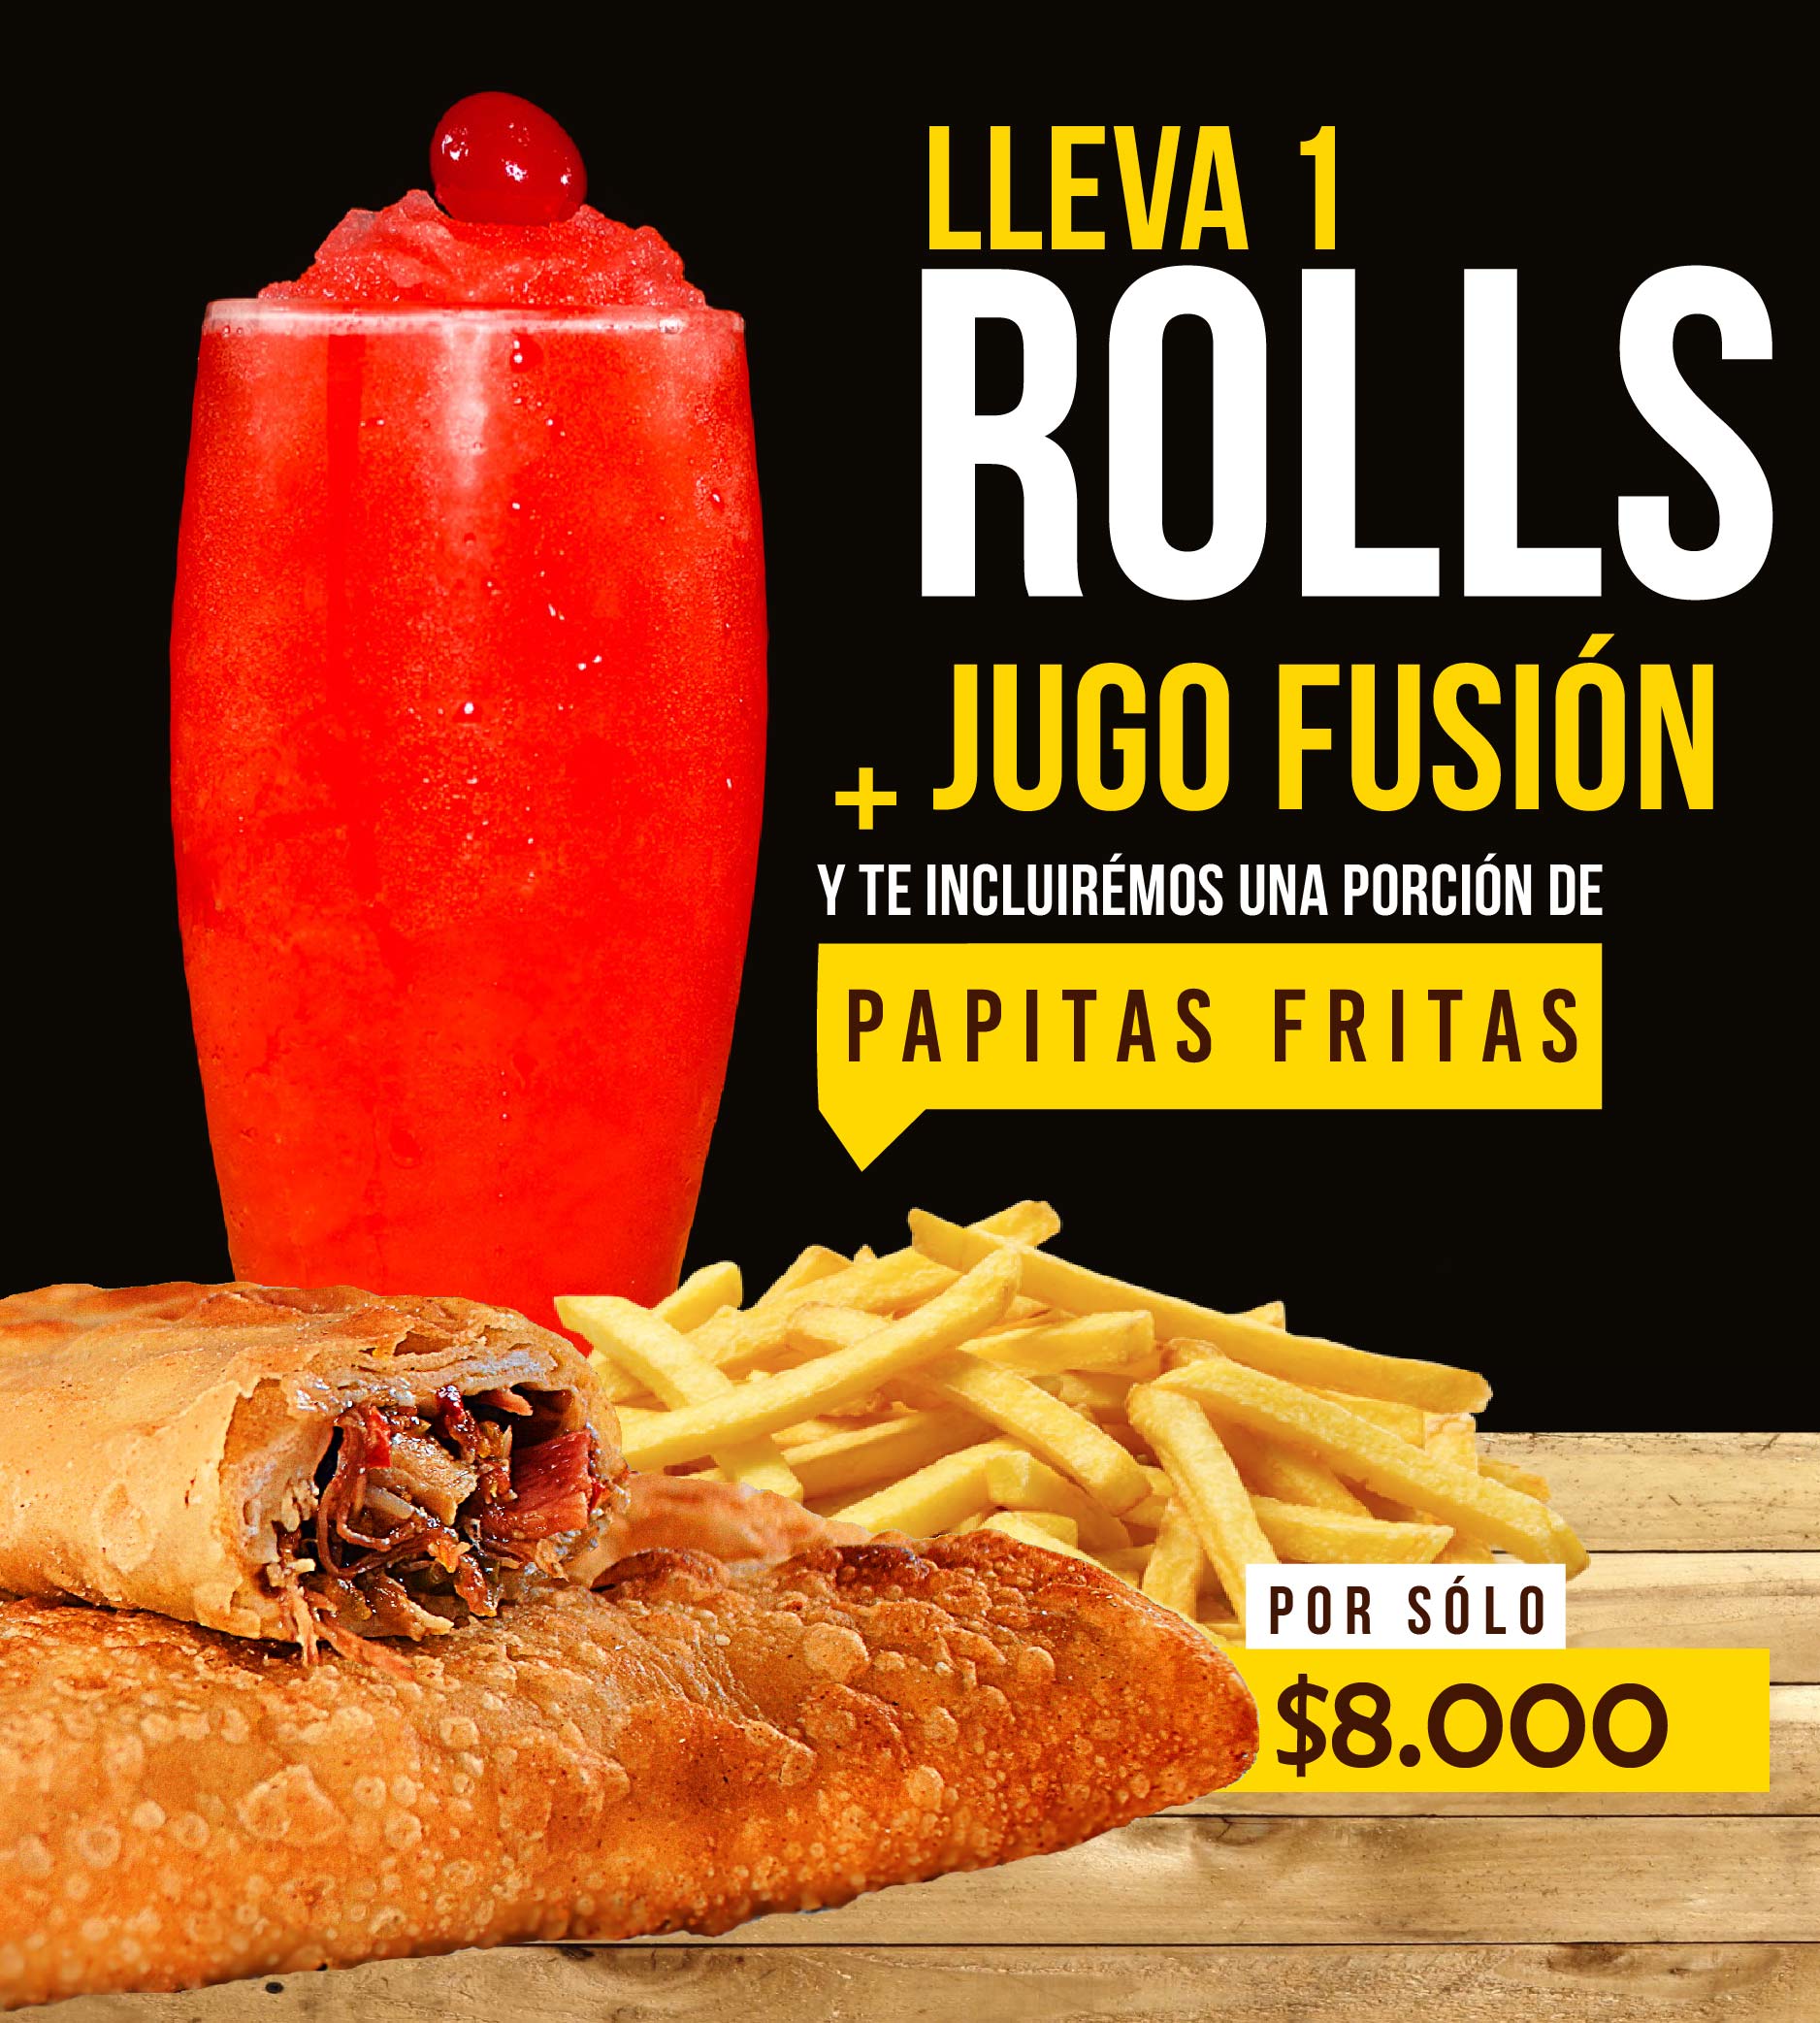 LLEVA 1
ROLLS
+ JUGO FUSIÓN
Y TE INCLUIRÉMOS UNA PORCIÓN DE
PAPITAS FRITAS
POR SÓLO
$8.000